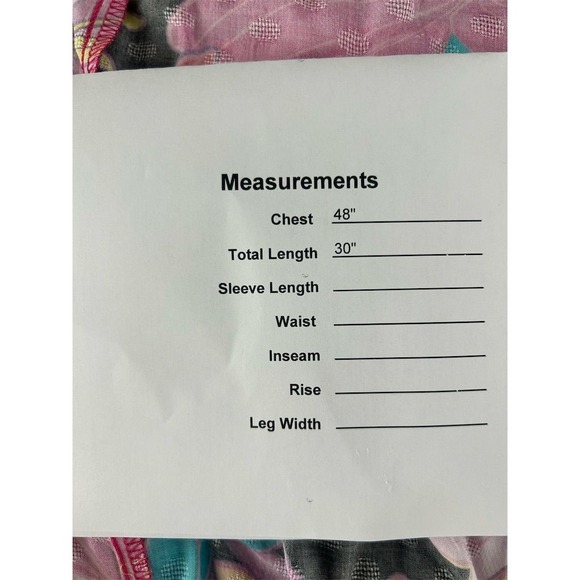 Measurements
Chest 48"
Total Length 30"
Sleeve Length
Waist
Inseam
Rise
Leg Width